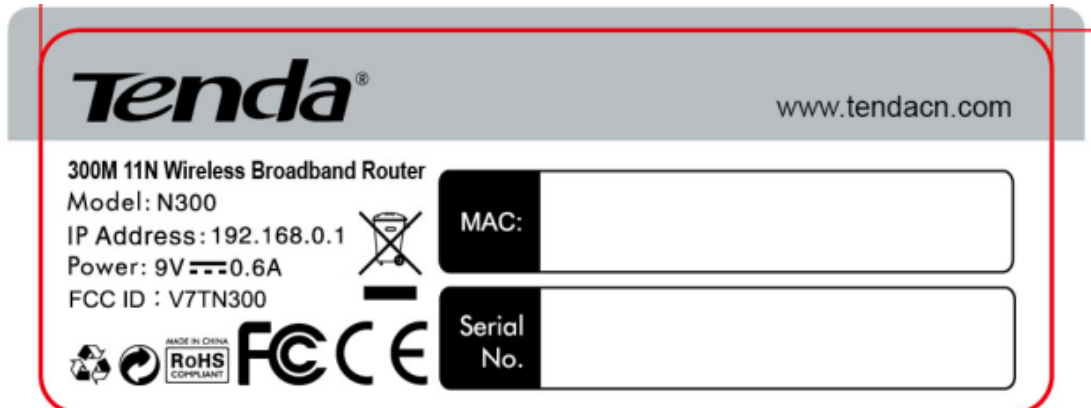 Tenda®
www.tendacn.com
300M 11N Wireless Broadband Router
Model: N300
IP Address: 192.168.0.1
Power: 9V⎓0.6A
FCC ID：V7TN300
MADE IN CHINA
RoHS
COMPLIANT
FC CE
MAC:
Serial
No.